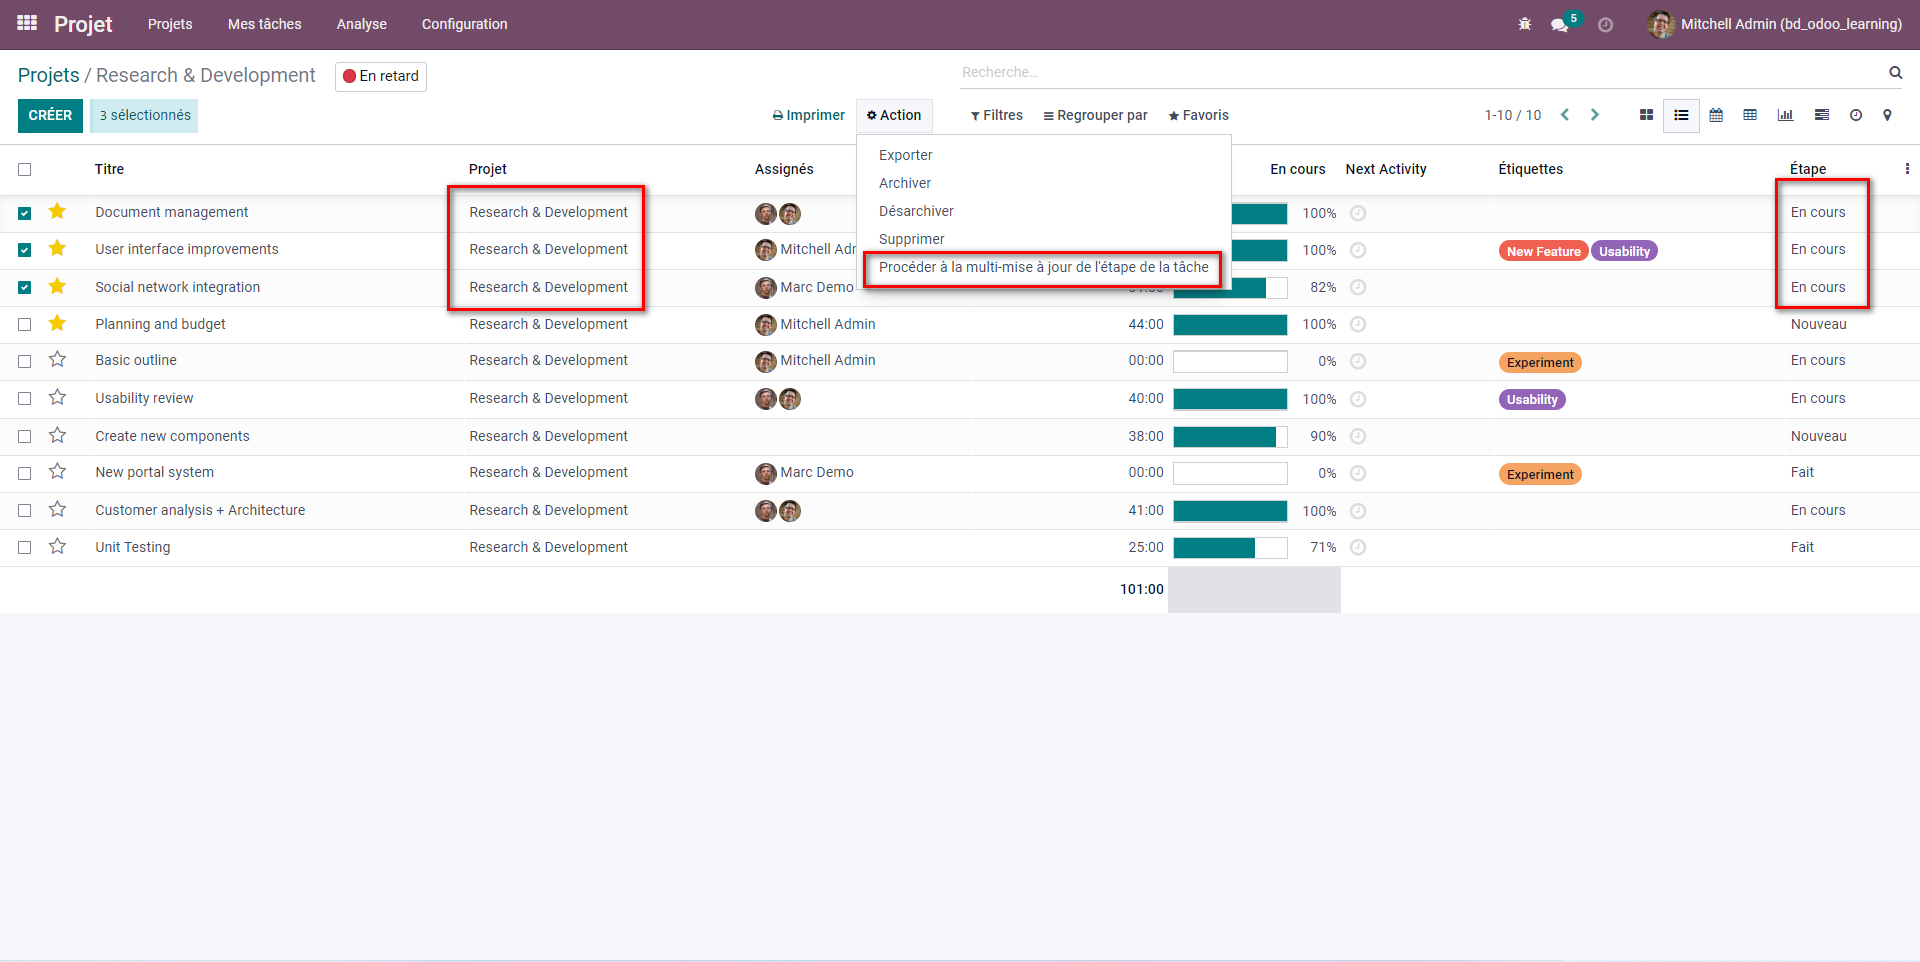 Projet Projets Mes tâches Analyse Configuration 5 Mitchell Admin (bd_odoo_learning)
Projets / Research & Development En retard Recherche...
CRÉER 3 sélectionnés Imprimer Action Filtres Regrouper par Favoris 1-10 / 10
Exporter
Archiver
Désarchiver
Supprimer
Procéder à la multi-mise à jour de l'étape de la tâche
Titre Projet Assignés En cours Next Activity Étiquettes Étape
Document management Research & Development 100% En cours
User interface improvements Research & Development Mitchell Adm 100% New Feature Usability En cours
Social network integration Research & Development Marc Demo 82% En cours
Planning and budget Research & Development Mitchell Admin 44:00 100% Nouveau
Basic outline Research & Development Mitchell Admin 00:00 0% Experiment En cours
Usability review Research & Development 40:00 100% Usability En cours
Create new components Research & Development 38:00 90% Nouveau
New portal system Research & Development Marc Demo 00:00 0% Experiment Fait
Customer analysis + Architecture Research & Development 41:00 100% En cours
Unit Testing Research & Development 25:00 71% Fait
101:00